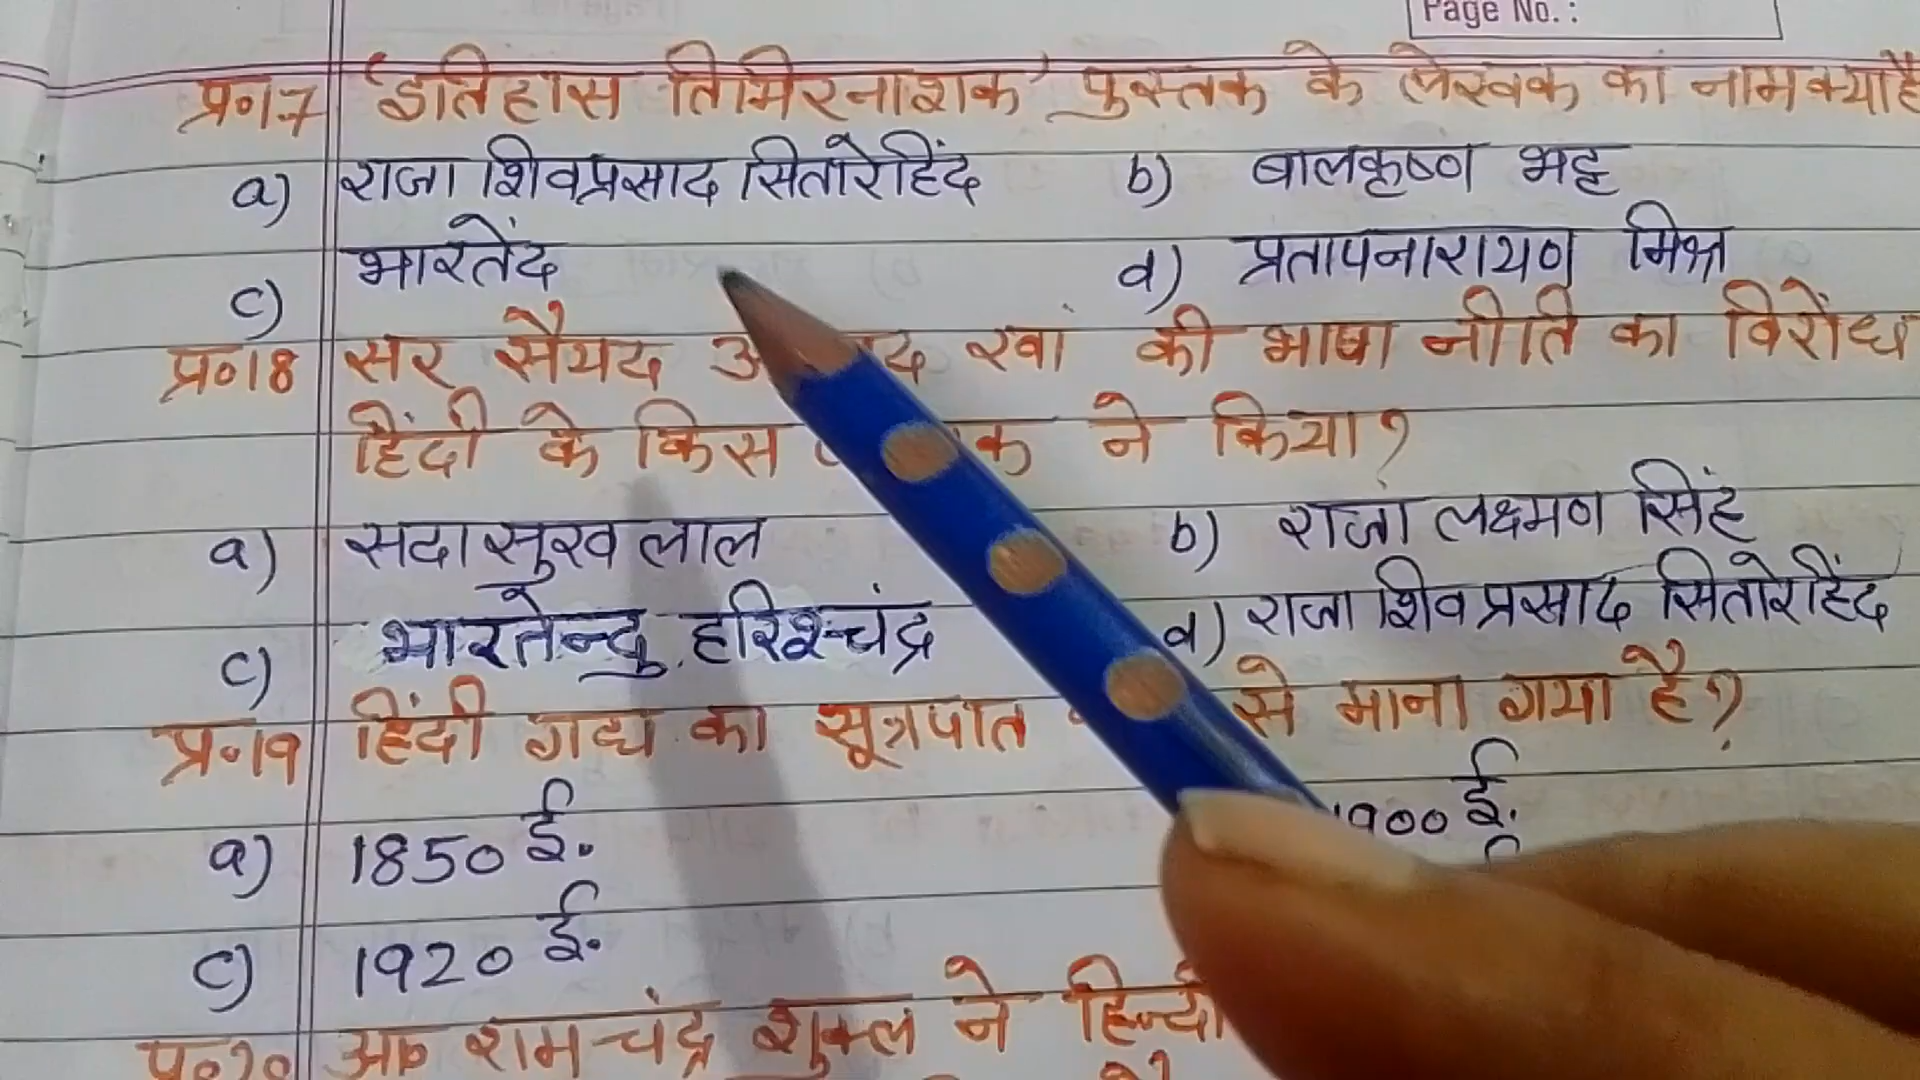 Page No.:
प्र०17 'इतिहास तिमिरनाशक' पुस्तक के लेखक का नाम क्या है
a) राजा शिवप्रसाद सितारेहिंद b) बालकृष्ण भट्ट
c) भारतेंद d) प्रतापनारायण मिश्र
प्र०18 सर सैयद खां की भाषा नीति का विरोध
हिंदी के किस ने किया?
a) सदासुख लाल b) राजा लक्ष्मण सिंह
c) भारतेन्दु हरिश्चंद्र d) राजा शिवप्रसाद सितारेहिंद
प्र०19 हिंदी गद्य का सूत्रपात से माना गया है?
a) 1850 ई. 1900 ई.
c) 1920 ई.
प्र०20 आ० रामचंद्र शुक्ल ने हिन्दी